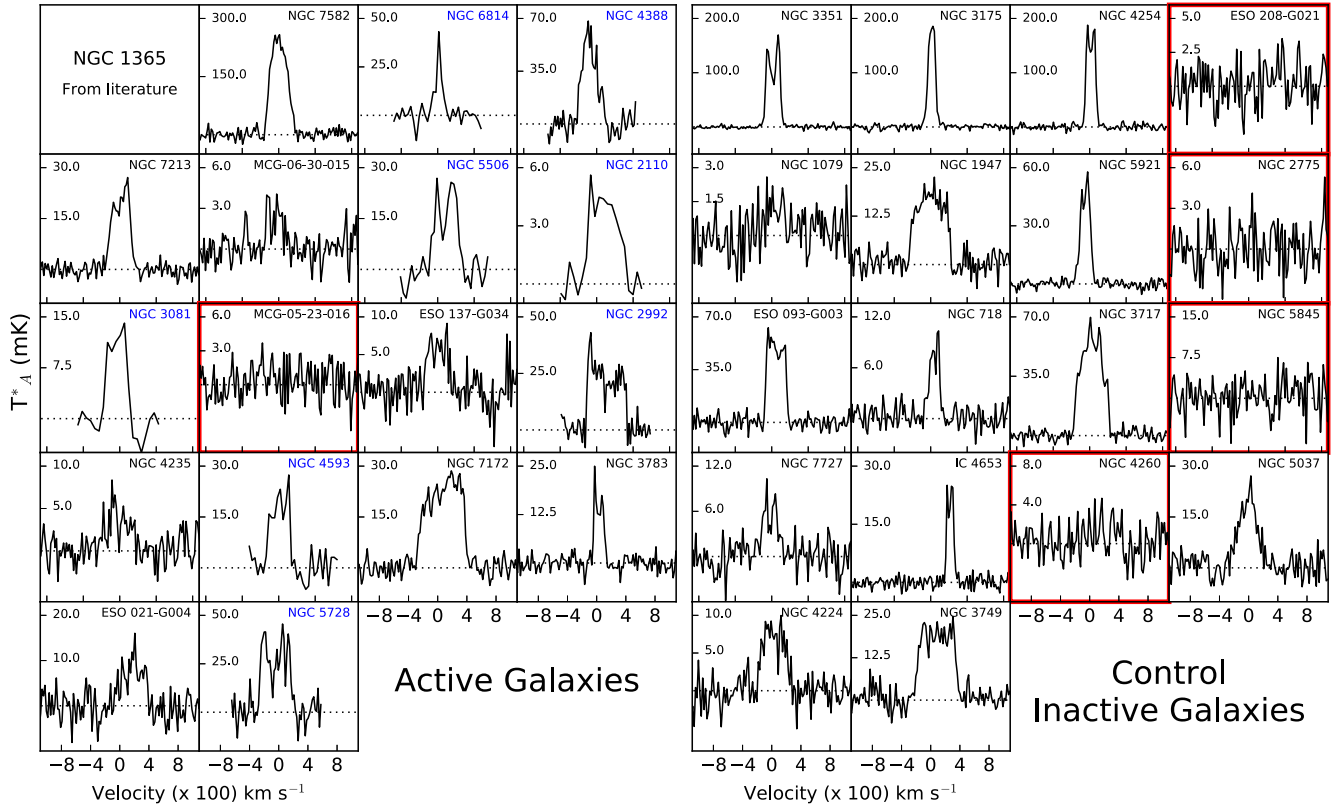 NGC 1365
From literature
NGC 7582
300.0
150.0
NGC 6814
50.0
25.0
NGC 4388
70.0
35.0
NGC 3351
200.0
100.0
NGC 3175
200.0
100.0
NGC 4254
200.0
100.0
ESO 208-G021
5.0
2.5
NGC 7213
30.0
15.0
MCG-06-30-015
6.0
3.0
NGC 5506
30.0
15.0
NGC 2110
6.0
3.0
NGC 1079
3.0
1.5
NGC 1947
25.0
12.5
NGC 5921
60.0
30.0
NGC 2775
6.0
3.0
T*A (mK)
NGC 3081
15.0
7.5
MCG-05-23-016
6.0
3.0
ESO 137-G034
10.0
5.0
NGC 2992
50.0
25.0
ESO 093-G003
70.0
35.0
NGC 718
12.0
6.0
NGC 3717
70.0
35.0
NGC 5845
15.0
7.5
NGC 4235
10.0
5.0
NGC 4593
30.0
15.0
NGC 7172
30.0
15.0
NGC 3783
25.0
12.5
NGC 7727
12.0
6.0
IC 4653
30.0
15.0
NGC 4260
8.0
4.0
NGC 5037
30.0
15.0
ESO 021-G004
20.0
10.0
NGC 5728
50.0
25.0
−8 −4 0 4 8
−8 −4 0 4 8
NGC 4224
10.0
5.0
NGC 3749
25.0
12.5
−8 −4 0 4 8
−8 −4 0 4 8
Active Galaxies
Control
Inactive Galaxies
−8 −4 0 4 8
−8 −4 0 4 8
−8 −4 0 4 8
−8 −4 0 4 8
Velocity (x 100) km s⁻¹
Velocity (x 100) km s⁻¹